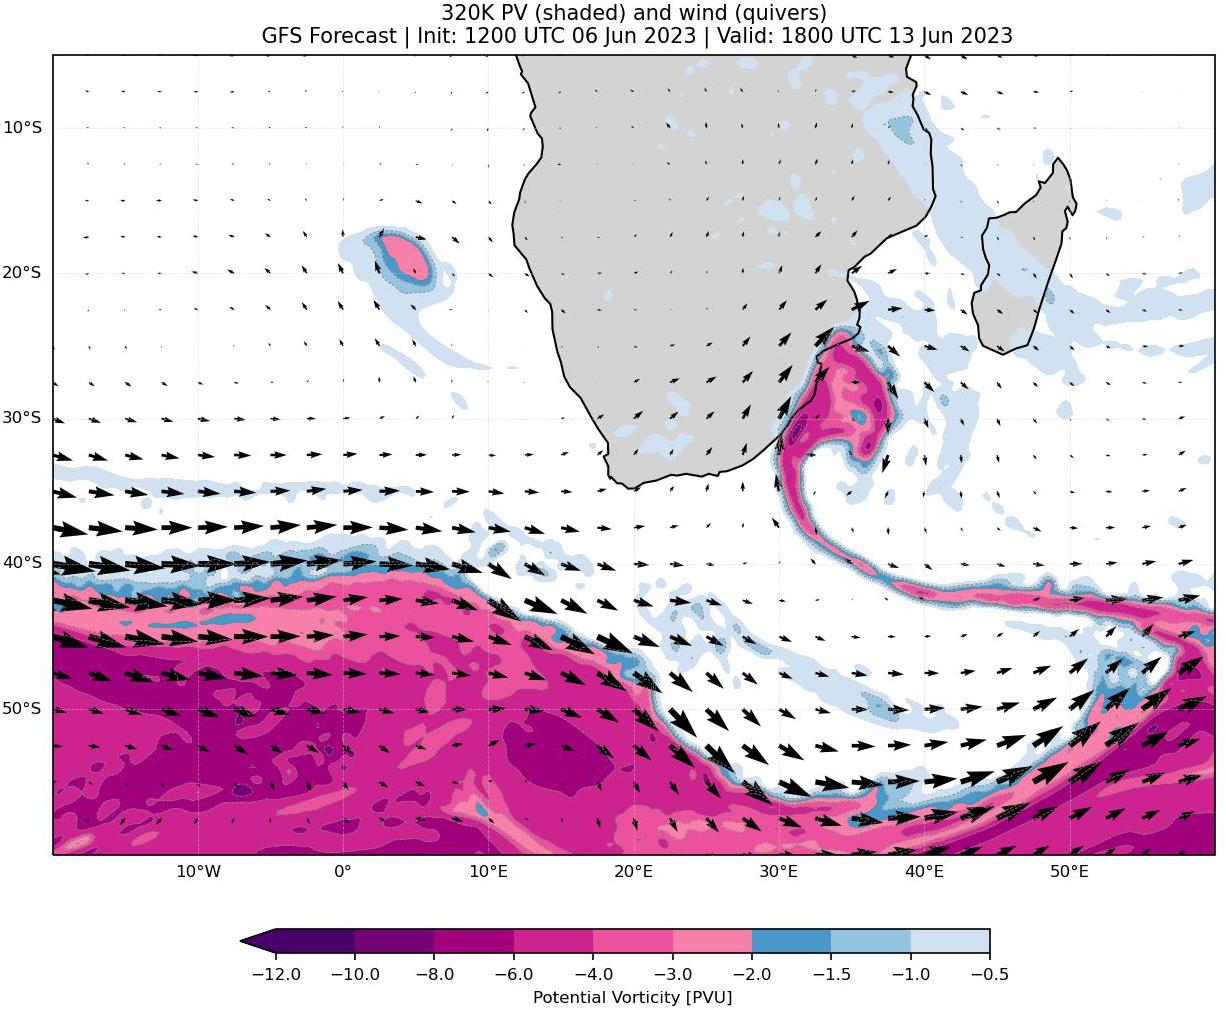 320K PV (shaded) and wind (quivers)
GFS Forecast | Init: 1200 UTC 06 Jun 2023 | Valid: 1800 UTC 13 Jun 2023
10°S
20°S
30°S
40°S
50°S
10°W 0° 10°E 20°E 30°E 40°E 50°E
−12.0 −10.0 −8.0 −6.0 −4.0 −3.0 −2.0 −1.5 −1.0 −0.5
Potential Vorticity [PVU]